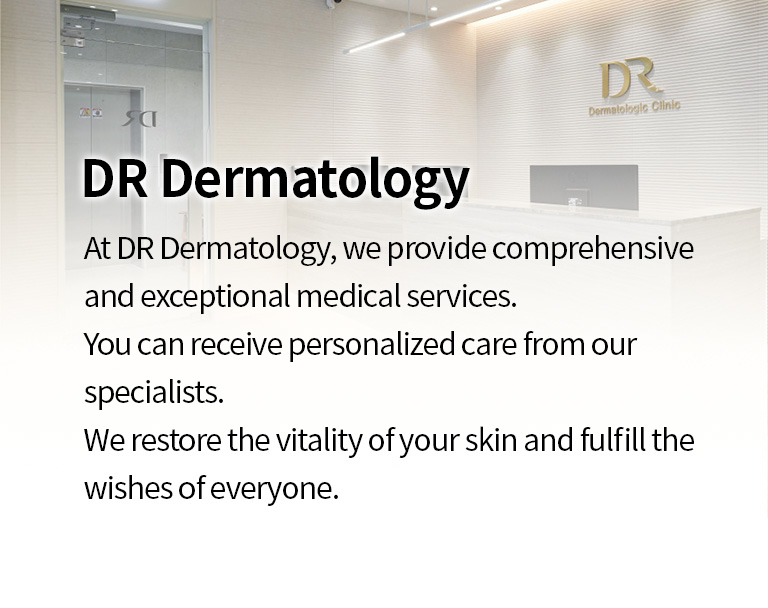 DR
Dermatologic Clinic
DR
DR Dermatology
At DR Dermatology, we provide comprehensive
and exceptional medical services.
You can receive personalized care from our
specialists.
We restore the vitality of your skin and fulfill the
wishes of everyone.